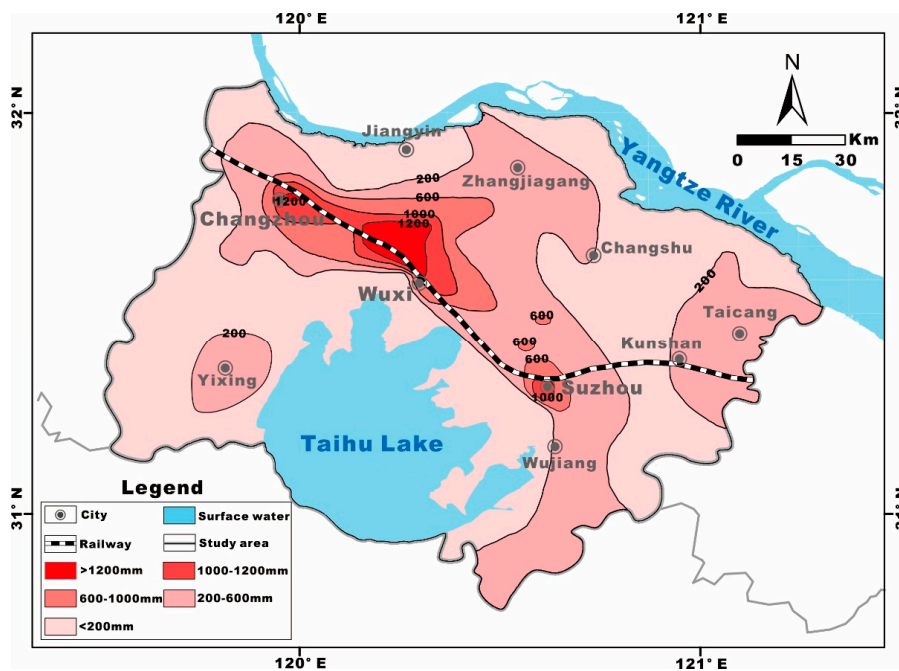 120° E 121° E
32° N 32° N
N
Km
0 15 30
Jiangyin
Yangtze River
200
Zhangjiagang
600
1200
1000
Changzhou
1200
Changshu
200
Wuxi
600
Taicang
200
600
Kunshan
600
Yixing
Suzhou
1000
Taihu Lake
Wujiang
Legend
31° N 31° N
City Surface water
Railway Study area
>1200mm 1000-1200mm
600-1000mm 200-600mm
<200mm
120° E 121° E